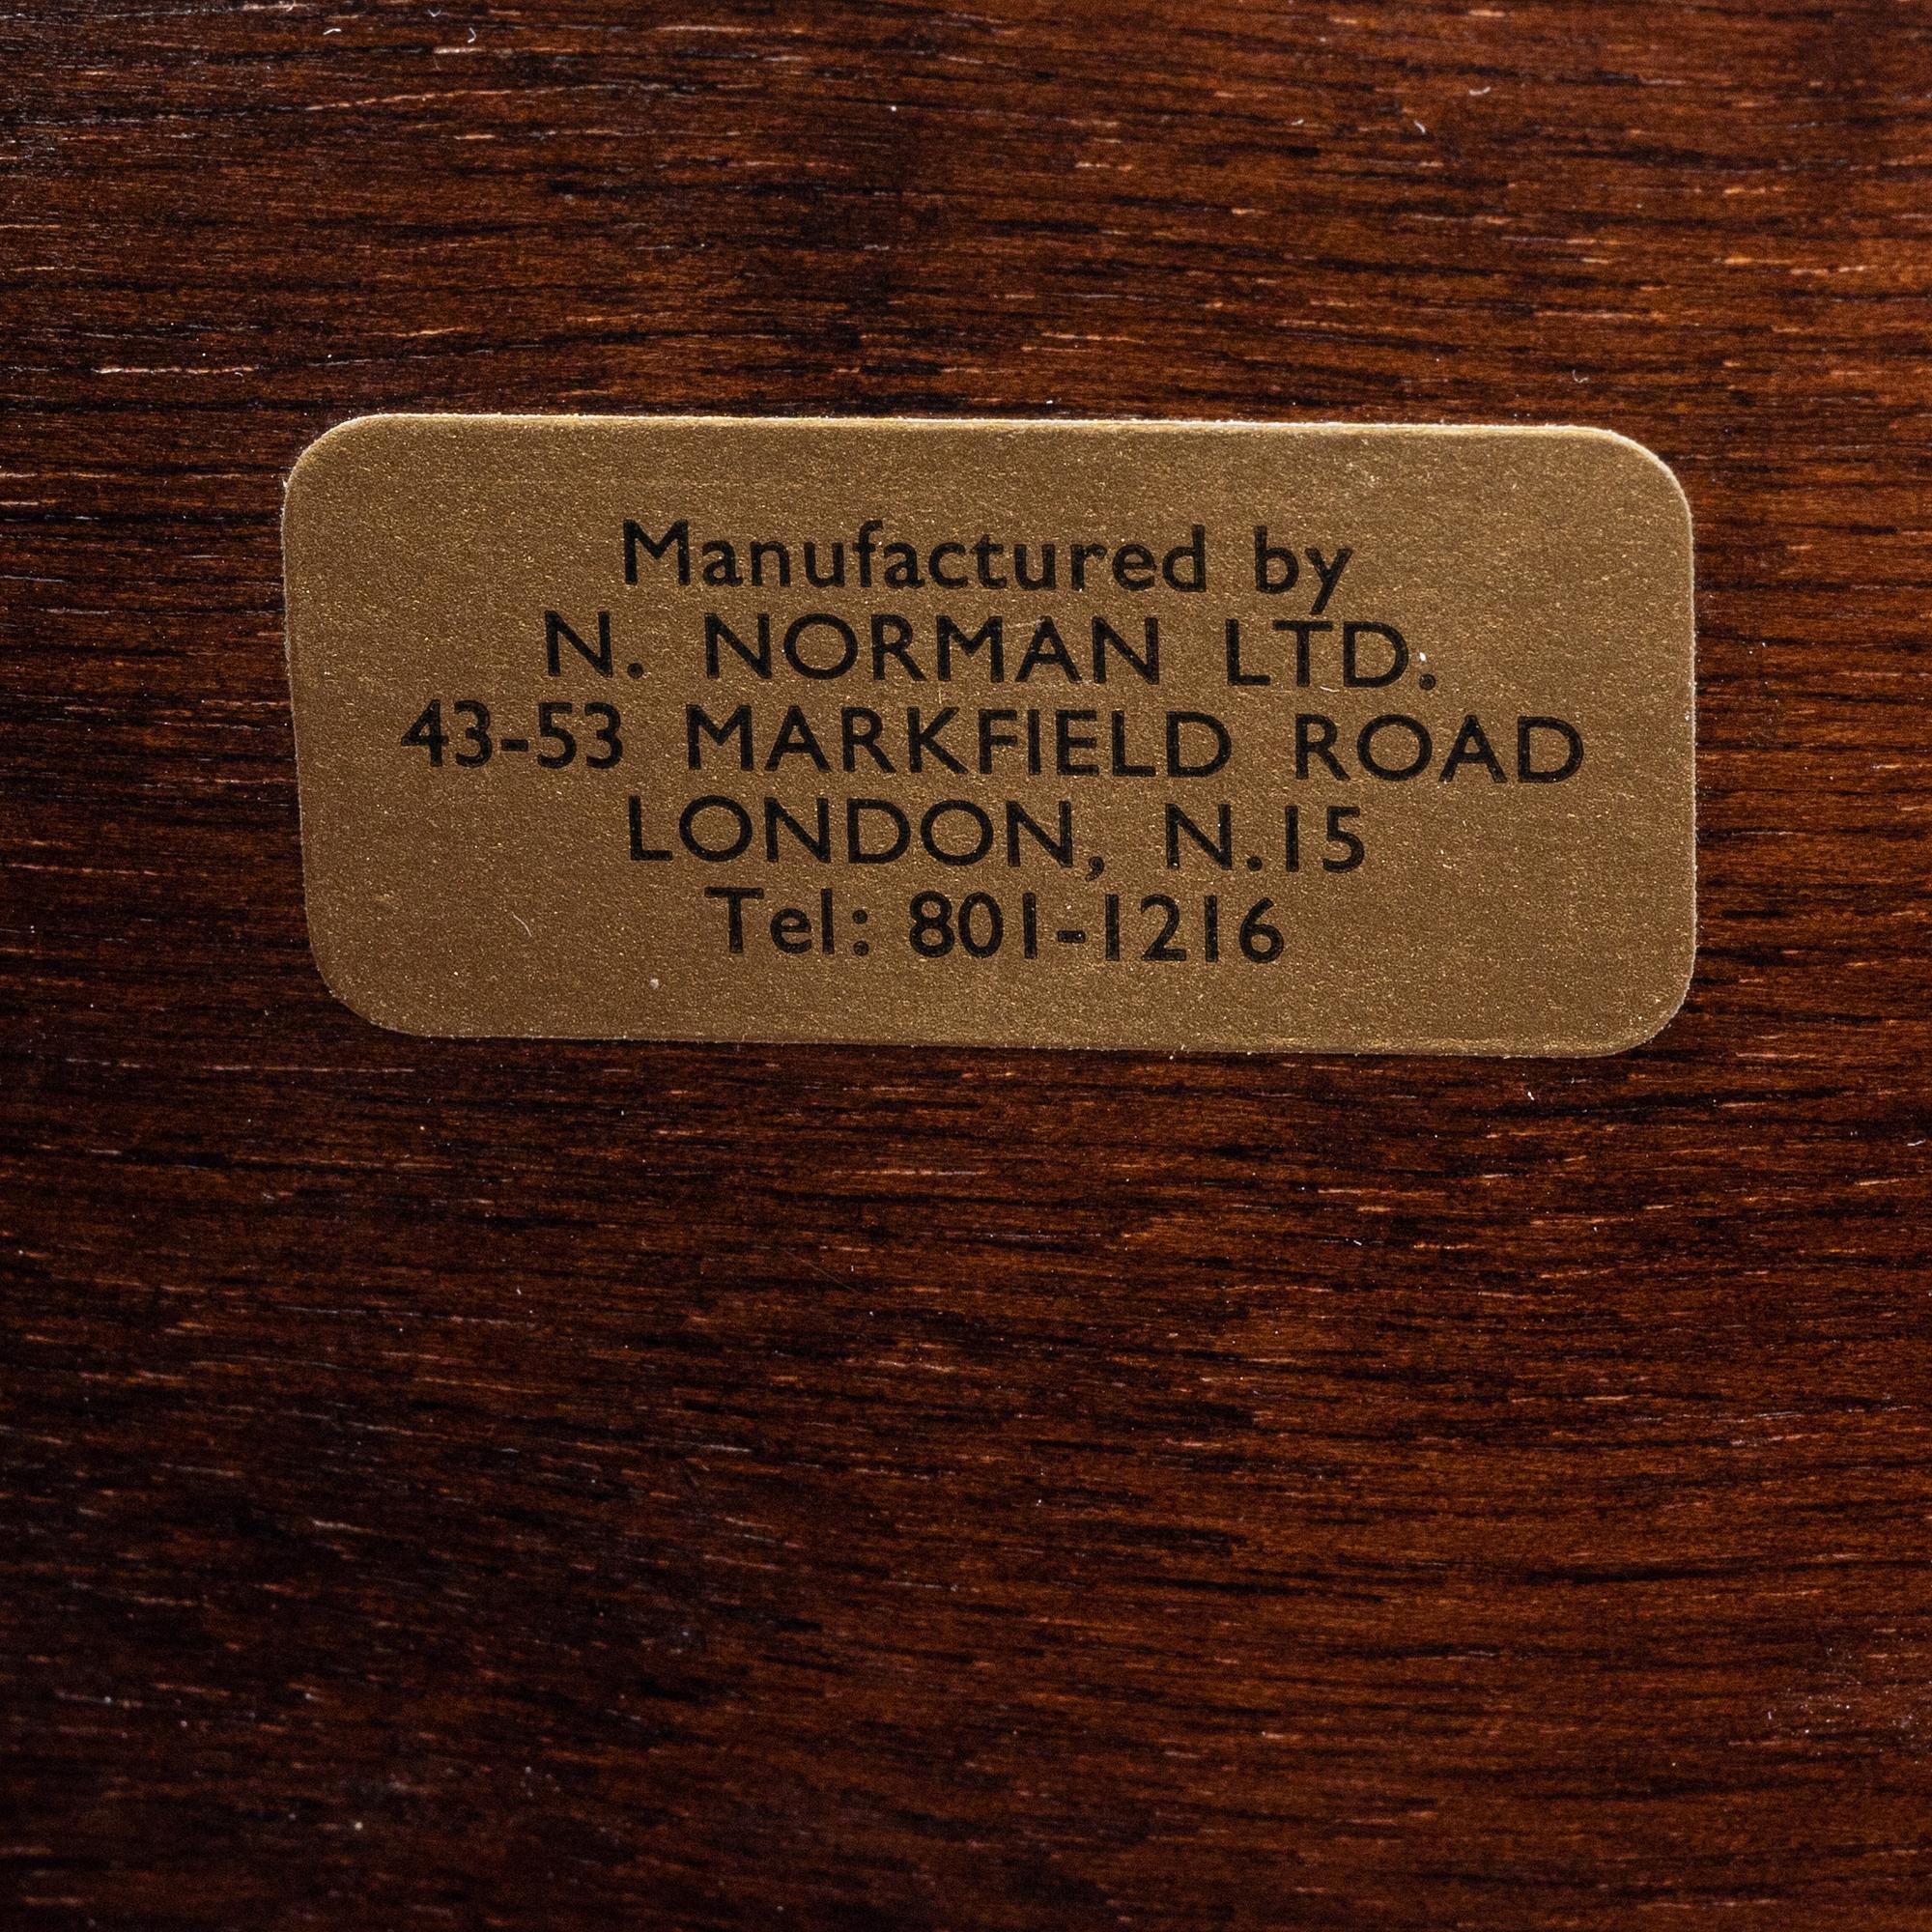 Manufactured by
N. NORMAN LTD.
43-53 MARKFIELD ROAD
LONDON, N.15
Tel: 801-1216